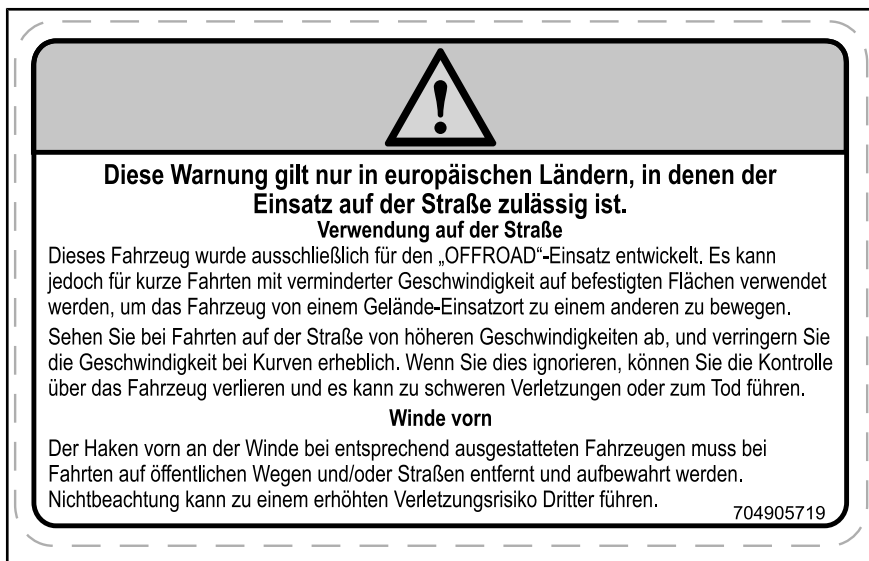 Diese Warnung gilt nur in europäischen Ländern, in denen der
Einsatz auf der Straße zulässig ist.
Verwendung auf der Straße
Dieses Fahrzeug wurde ausschließlich für den „OFFROAD“-Einsatz entwickelt. Es kann
jedoch für kurze Fahrten mit verminderter Geschwindigkeit auf befestigten Flächen verwendet
werden, um das Fahrzeug von einem Gelände-Einsatzort zu einem anderen zu bewegen.
Sehen Sie bei Fahrten auf der Straße von höheren Geschwindigkeiten ab, und verringern Sie
die Geschwindigkeit bei Kurven erheblich. Wenn Sie dies ignorieren, können Sie die Kontrolle
über das Fahrzeug verlieren und es kann zu schweren Verletzungen oder zum Tod führen.
Winde vorn
Der Haken vorn an der Winde bei entsprechend ausgestatteten Fahrzeugen muss bei
Fahrten auf öffentlichen Wegen und/oder Straßen entfernt und aufbewahrt werden.
Nichtbeachtung kann zu einem erhöhten Verletzungsrisiko Dritter führen.
704905719